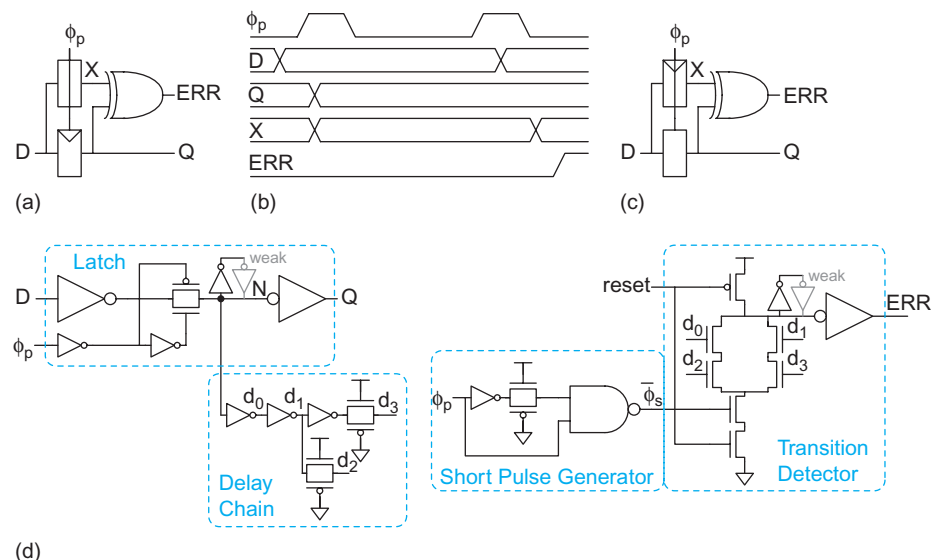 ϕp
X
ERR
D
Q
(a)
ϕp
D
Q
X
ERR
(b)
ϕp
X
ERR
D
Q
(c)
Latch
weak
D
N
Q
ϕp
d0
d1
d3
d2
Delay
Chain
ϕp
ϕ̅s
Short Pulse Generator
reset
weak
ERR
d0
d1
d2
d3
Transition
Detector
(d)